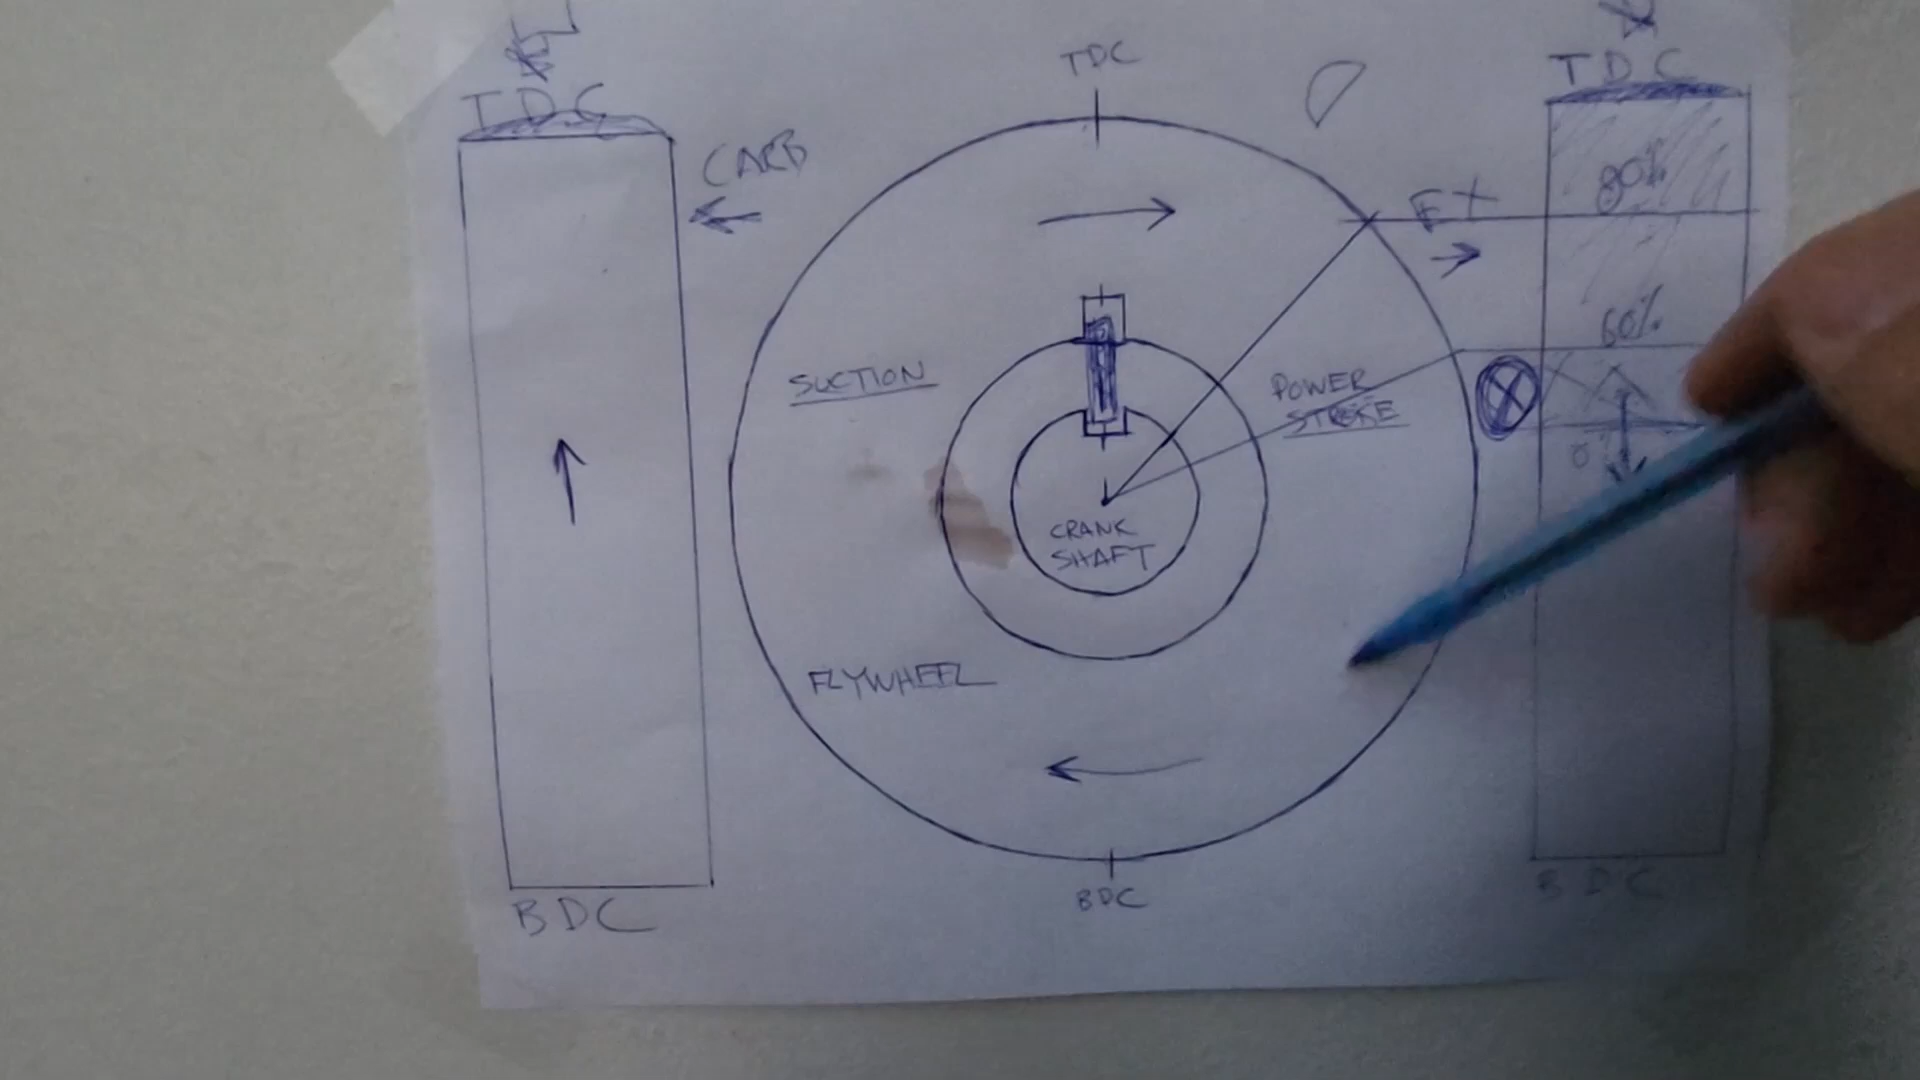 TDC
CARB
BDC
TDC
SUCTION
POWER
STROKE
CRANK
SHAFT
FLYWHEEL
BDC
EX
TDC
80%
60%
BDC